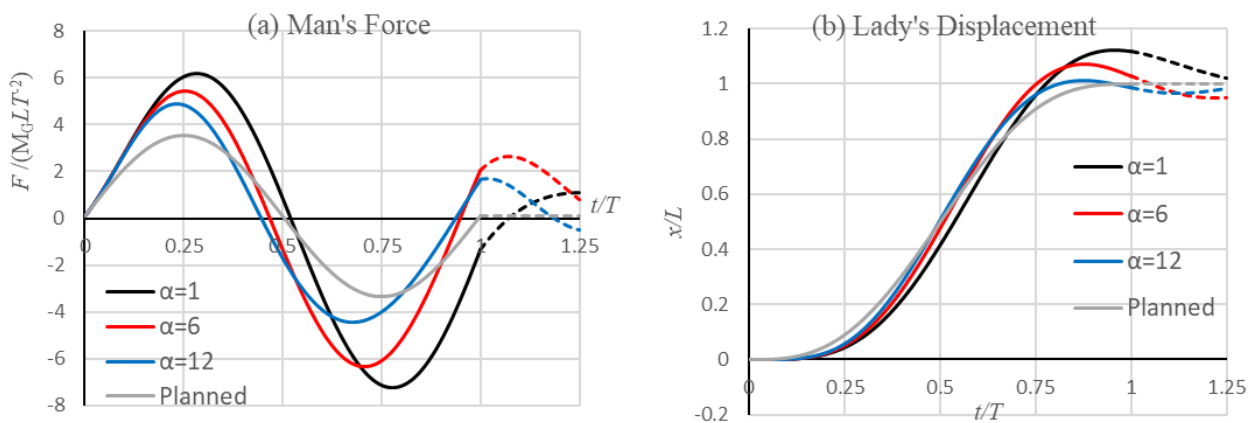 (a) Man's Force
F /(M_G LT^-2)
8
6
4
2
0
-2
-4
-6
-8
0
0.25
0.5
0.75
1
1.25
t/T
α=1
α=6
α=12
Planned
(b) Lady's Displacement
x/L
1.2
1
0.8
0.6
0.4
0.2
0
-0.2
0
0.25
0.5
0.75
1
1.25
t/T
α=1
α=6
α=12
Planned